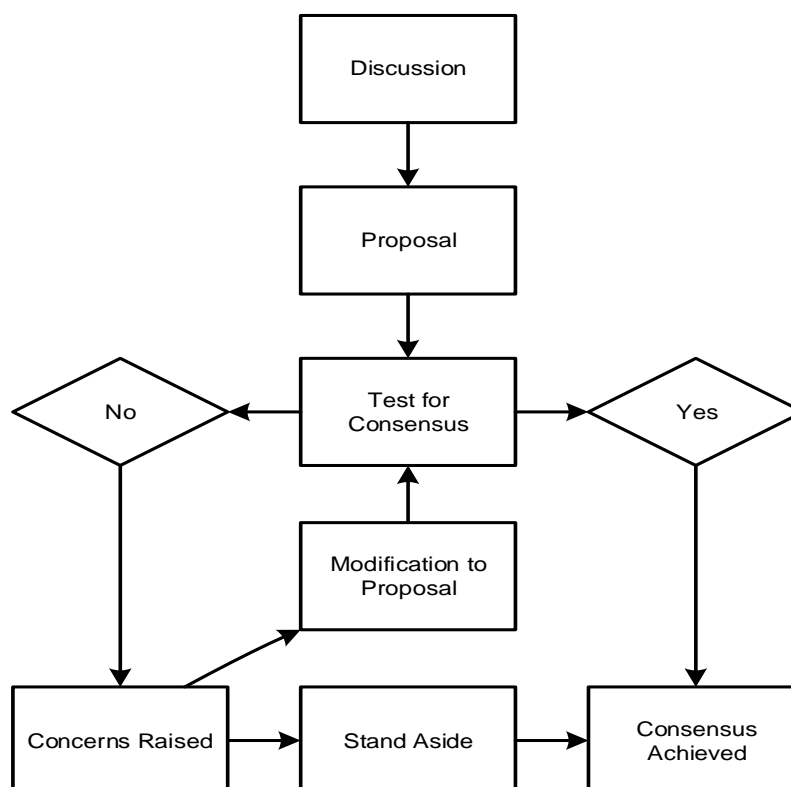 Discussion
Proposal
No
Test for
Consensus
Yes
Modification to
Proposal
Concerns Raised
Stand Aside
Consensus
Achieved